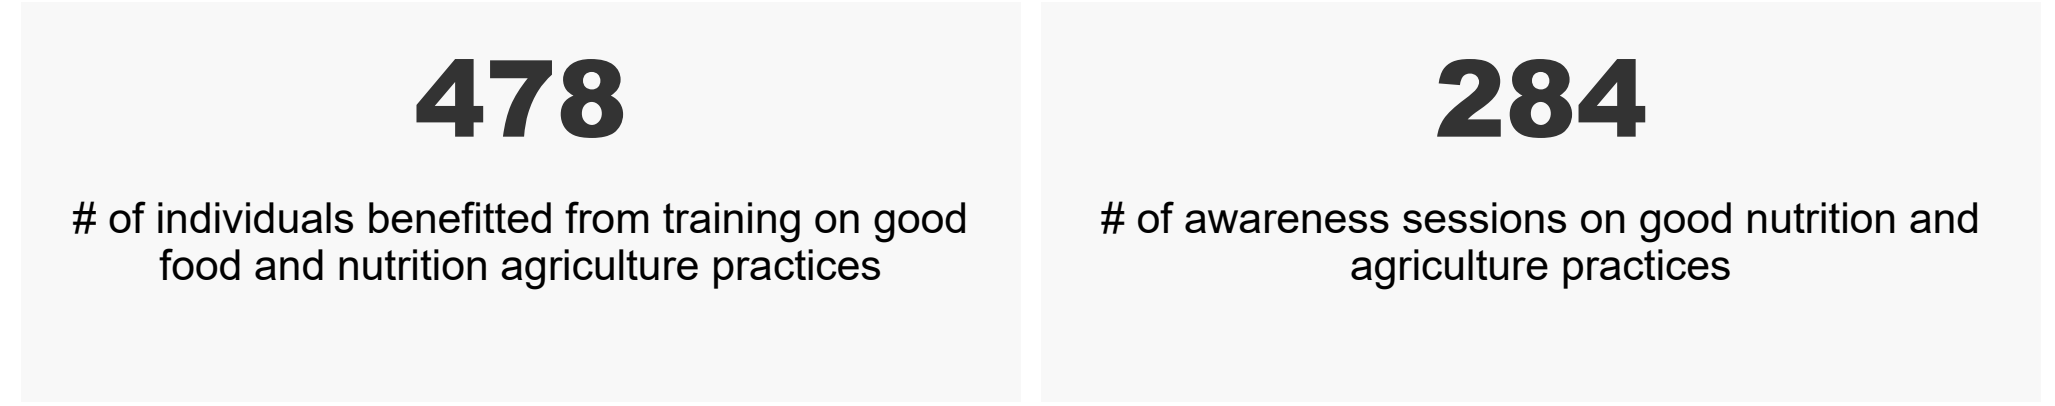 478
# of individuals benefitted from training on good
food and nutrition agriculture practices
284
# of awareness sessions on good nutrition and
agriculture practices